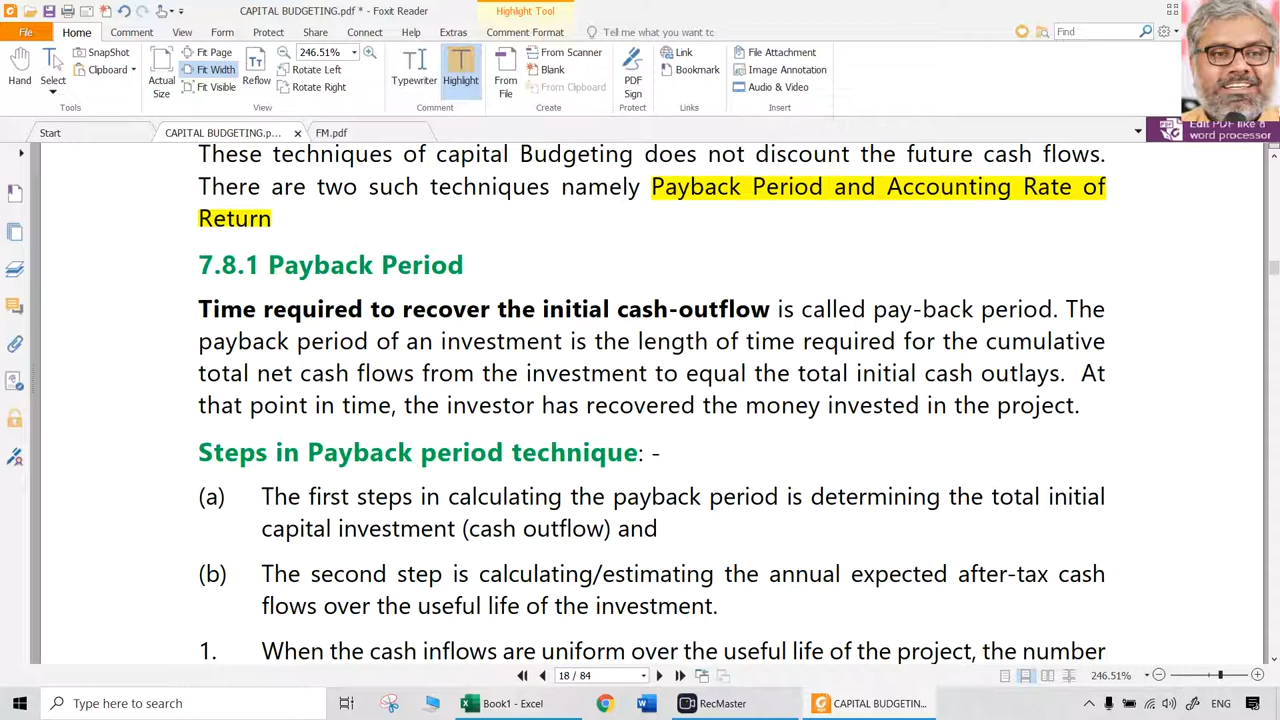 CAPITAL BUDGETING.pdf * - Foxit Reader
Highlight Tool
File Home Comment View Form Protect Share Connect Help Extras Comment Format Tell me what you want to Find
Hand
Select
SnapShot
Clipboard
Actual Size
Fit Page
Fit Width
Fit Visible
Reflow
246.51%
Rotate Left
Rotate Right
Typewriter
Highlight
From File
From Scanner
Blank
From Clipboard
PDF Sign
Link
Bookmark
File Attachment
Image Annotation
Audio & Video
Tools View Comment Create Protect Links Insert
Start CAPITAL BUDGETING.p... FM.pdf
Edit PDF like a
word processor
These techniques of capital Budgeting does not discount the future cash flows.
There are two such techniques namely Payback Period and Accounting Rate of
Return
7.8.1 Payback Period
Time required to recover the initial cash-outflow is called pay-back period. The
payback period of an investment is the length of time required for the cumulative
total net cash flows from the investment to equal the total initial cash outlays. At
that point in time, the investor has recovered the money invested in the project.
Steps in Payback period technique: -
(a) The first steps in calculating the payback period is determining the total initial
capital investment (cash outflow) and
(b) The second step is calculating/estimating the annual expected after-tax cash
flows over the useful life of the investment.
1. When the cash inflows are uniform over the useful life of the project, the number
18 / 84 246.51%
Type here to search Book1 - Excel RecMaster CAPITAL BUDGETIN... ENG